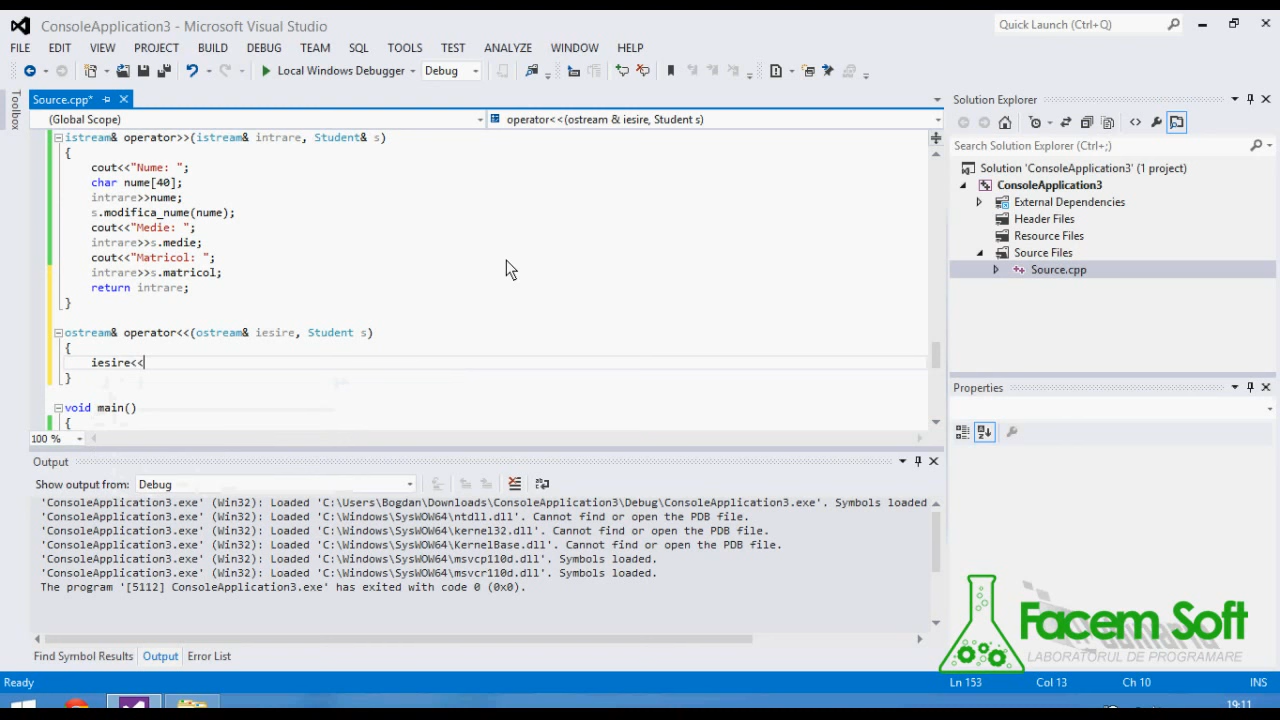 ConsoleApplication3 - Microsoft Visual Studio
Quick Launch (Ctrl+Q)
FILE EDIT VIEW PROJECT BUILD DEBUG TEAM SQL TOOLS TEST ANALYZE WINDOW HELP
Local Windows Debugger Debug
Toolbox
Source.cpp*
(Global Scope) operator<<(ostream & iesire, Student s)
istream& operator>>(istream& intrare, Student& s)
{
cout<<"Nume: ";
char nume[40];
intrare>>nume;
s.modifica_nume(nume);
cout<<"Medie: ";
intrare>>s.medie;
cout<<"Matricol: ";
intrare>>s.matricol;
return intrare;
}
ostream& operator<<(ostream& iesire, Student s)
{
iesire<<
}
void main()
{
100 %
Solution Explorer
Search Solution Explorer (Ctrl+;)
Solution 'ConsoleApplication3' (1 project)
ConsoleApplication3
External Dependencies
Header Files
Resource Files
Source Files
Source.cpp
Properties
Output
Show output from: Debug
'ConsoleApplication3.exe' (Win32): Loaded 'C:\Users\Bogdan\Downloads\ConsoleApplication3\Debug\ConsoleApplication3.exe'. Symbols loaded
'ConsoleApplication3.exe' (Win32): Loaded 'C:\Windows\SysWOW64\ntdll.dll'. Cannot find or open the PDB file.
'ConsoleApplication3.exe' (Win32): Loaded 'C:\Windows\SysWOW64\kernel32.dll'. Cannot find or open the PDB file.
'ConsoleApplication3.exe' (Win32): Loaded 'C:\Windows\SysWOW64\KernelBase.dll'. Cannot find or open the PDB file.
'ConsoleApplication3.exe' (Win32): Loaded 'C:\Windows\SysWOW64\msvcp110d.dll'. Symbols loaded.
'ConsoleApplication3.exe' (Win32): Loaded 'C:\Windows\SysWOW64\msvcr110d.dll'. Symbols loaded.
The program '[5112] ConsoleApplication3.exe' has exited with code 0 (0x0).
Facem Soft
LABORATORUL DE PROGRAMARE
Find Symbol Results Output Error List
Ready Ln 153 Col 13 Ch 10 INS
19:11